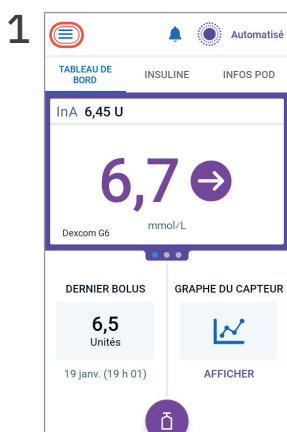 1
Automatisé
TABLEAU DE
BORD
INSULINE
INFOS POD
InA 6,45 U
6,7
mmol/L
Dexcom G6
DERNIER BOLUS
6,5
Unités
19 janv. (19 h 01)
GRAPHE DU CAPTEUR
AFFICHER